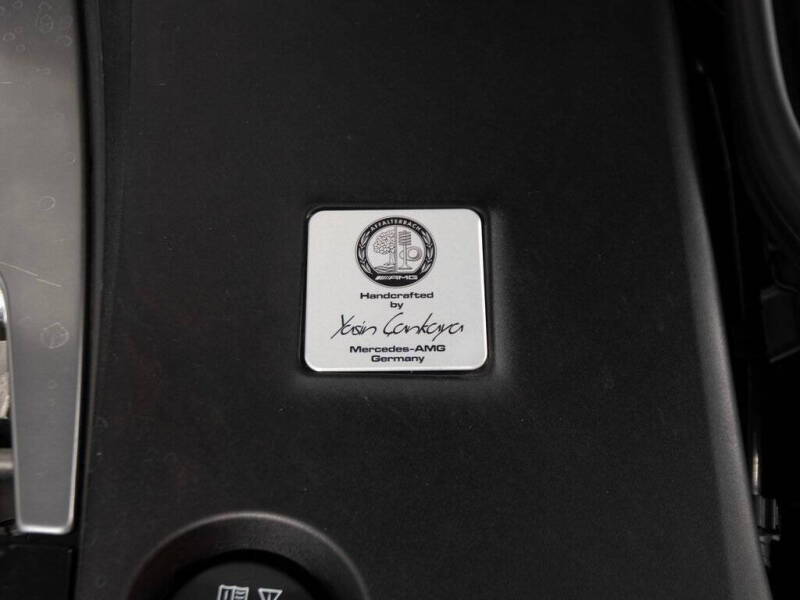 AFFALTERBACH
AMG
Handcrafted
by
Yasin Cankaya
Mercedes-AMG
Germany